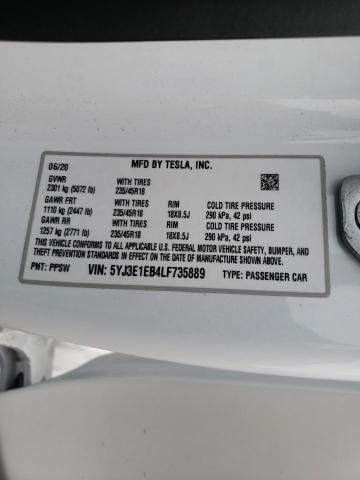 06/20 MFD BY TESLA, INC.
GVWR WITH TIRES
2301 kg (5072 lb) 235/45R18
GAWR FRT WITH TIRES RIM COLD TIRE PRESSURE
1110 kg (2447 lb) 235/45R18 18X8.5J 290 kPa, 42 psi
GAWR RR WITH TIRES RIM COLD TIRE PRESSURE
1257 kg (2771 lb) 235/45R18 18X8.5J 290 kPa, 42 psi
THIS VEHICLE CONFORMS TO ALL APPLICABLE U.S. FEDERAL MOTOR VEHICLE SAFETY, BUMPER, AND
THEFT PREVENTION STANDARDS IN EFFECT ON THE DATE OF MANUFACTURE SHOWN ABOVE.
PNT: PPSW VIN: 5YJ3E1EB4LF735889 TYPE: PASSENGER CAR